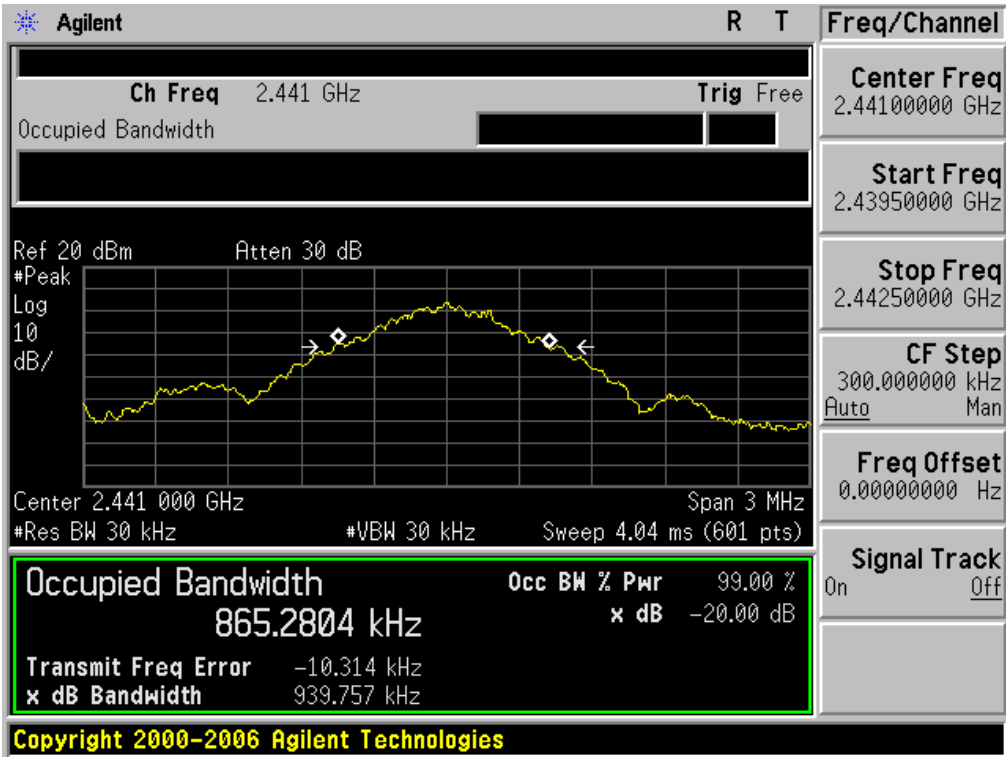 Agilent R T
Ch Freq 2.441 GHz Trig Free
Occupied Bandwidth
Ref 20 dBm Atten 30 dB
#Peak
Log
10
dB/
Center 2.441 000 GHz Span 3 MHz
#Res BW 30 kHz #VBW 30 kHz Sweep 4.04 ms (601 pts)
Occupied Bandwidth Occ BW % Pwr 99.00 %
865.2804 kHz x dB -20.00 dB
Transmit Freq Error -10.314 kHz
x dB Bandwidth 939.757 kHz
Copyright 2000-2006 Agilent Technologies
Freq/Channel
Center Freq
2.44100000 GHz
Start Freq
2.43950000 GHz
Stop Freq
2.44250000 GHz
CF Step
300.000000 kHz
Auto Man
Freq Offset
0.00000000 Hz
Signal Track
On Off